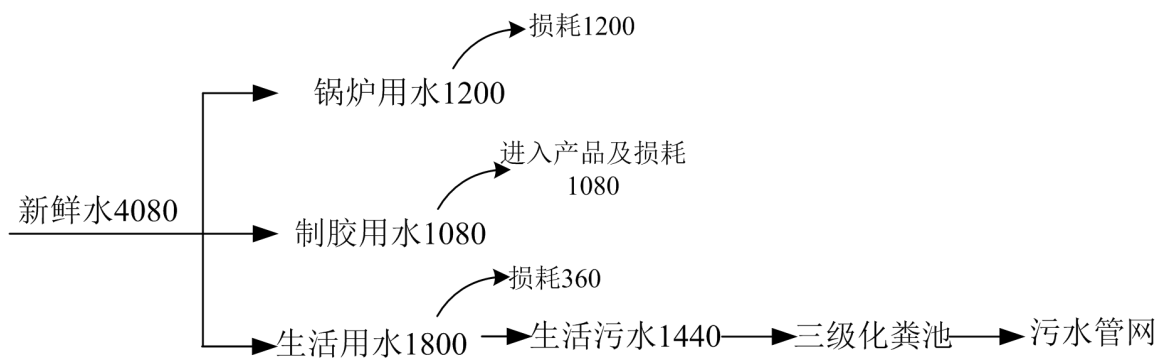 损耗1200
锅炉用水1200
进入产品及损耗
1080
新鲜水4080
制胶用水1080
损耗360
生活用水1800
生活污水1440
三级化粪池
污水管网